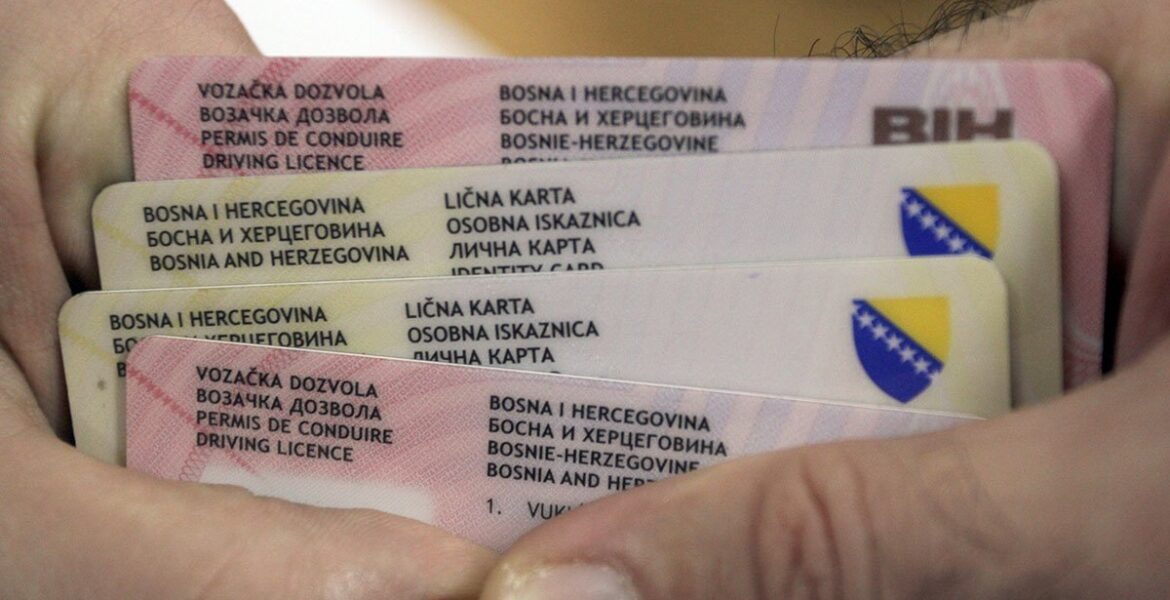 VOZAČKA DOZVOLA
ВОЗАЧКА ДОЗВОЛА
PERMIS DE CONDUIRE
DRIVING LICENCE
BOSNA I HERCEGOVINA
БОСНА И ХЕРЦЕГОВИНА
BOSNIE-HERZEGOVINE
BIH
BOSNA I HERCEGOVINA
БОСНА И ХЕРЦЕГОВИНА
BOSNIA AND HERZEGOVINA
LIČNA KARTA
OSOBNA ISKAZNICA
ЛИЧНА КАРТА
IDENTITY CARD
BOSNA I HERCEGOVINA
ХЕРЦЕГОВИНА
LIČNA KARTA
OSOBNA ISKAZNICA
ЛИЧНА КАРТА
VOZAČKA DOZVOLA
ВОЗАЧКА ДОЗВОЛА
PERMIS DE CONDUIRE
DRIVING LICENCE
BOSNA I HERCEGOVINA
БОСНА И ХЕРЦЕГОВИНА
BOSNIE-HERZEGOVINE
BOSNIA AND
1.